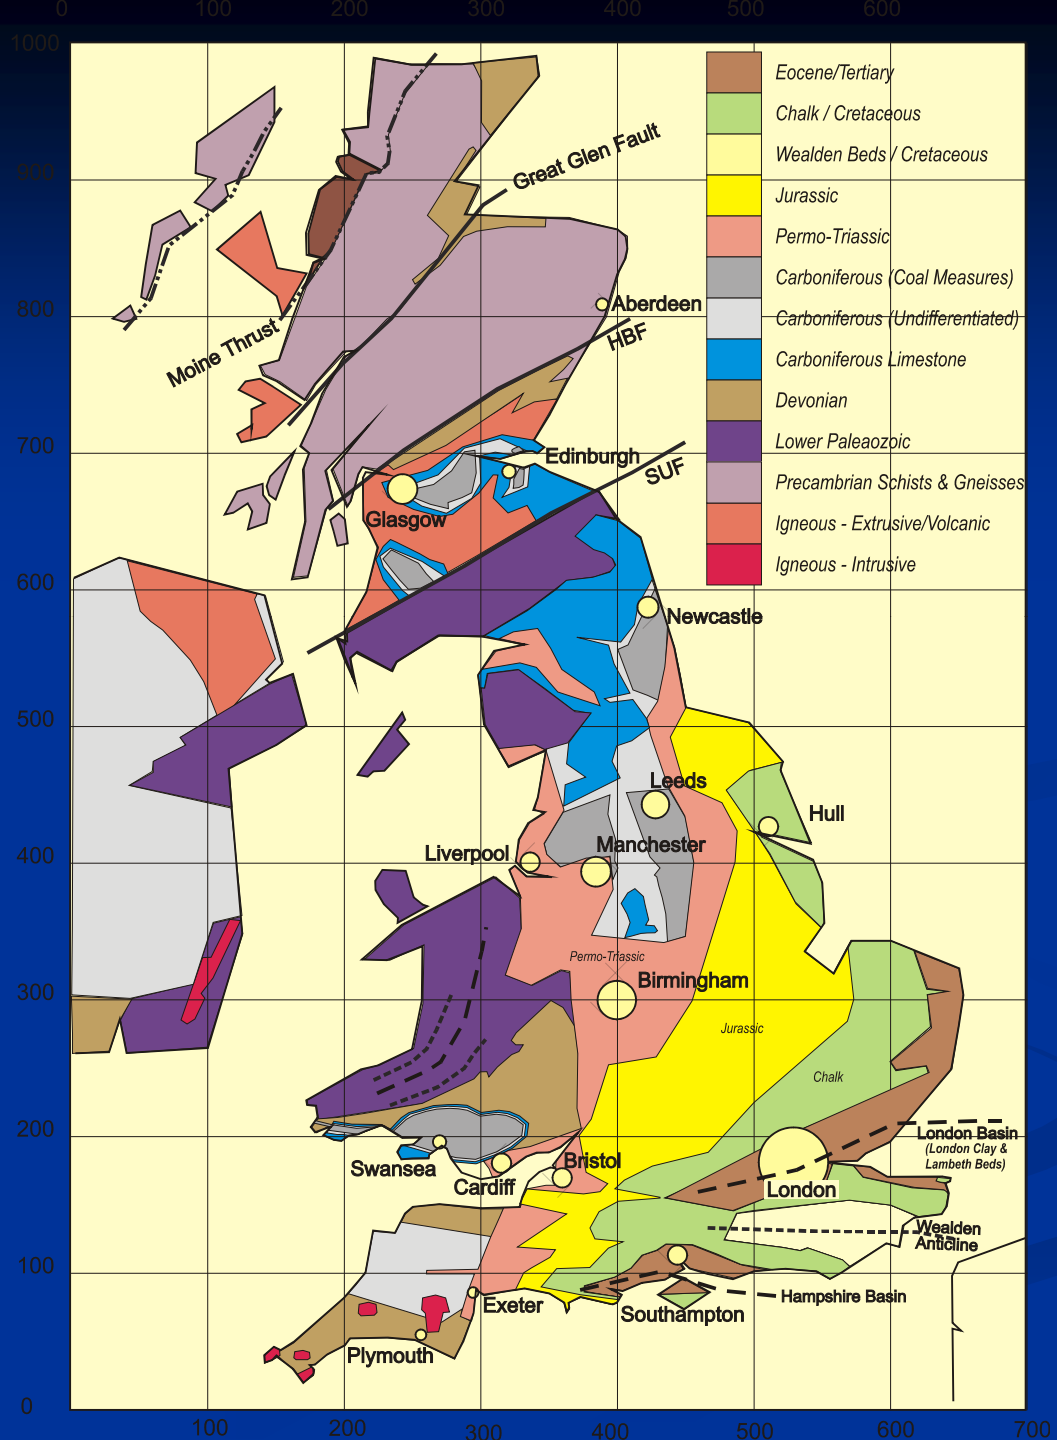 0 100 200 300 400 500 600
1000
Eocene/Tertiary
Chalk / Cretaceous
Wealden Beds / Cretaceous
Jurassic
Permo-Triassic
Carboniferous (Coal Measures)
Carboniferous (Undifferentiated)
Carboniferous Limestone
Devonian
Lower Palaeozoic
Precambrian Schists & Gneisses
Igneous - Extrusive/Volcanic
Igneous - Intrusive
900
Great Glen Fault
800
Aberdeen
HBF
Moine Thrust
700
Edinburgh
SUF
Glasgow
600
Newcastle
500
Leeds
Hull
Manchester
Liverpool
400
Permo-Triassic
Birmingham
300
Jurassic
Chalk
200
London Basin
(London Clay &
Lambeth Beds)
Swansea
Bristol
Cardiff
London
Wealden
Anticline
100
Hampshire Basin
Exeter
Southampton
Plymouth
0
100 200 300 400 500 600 700